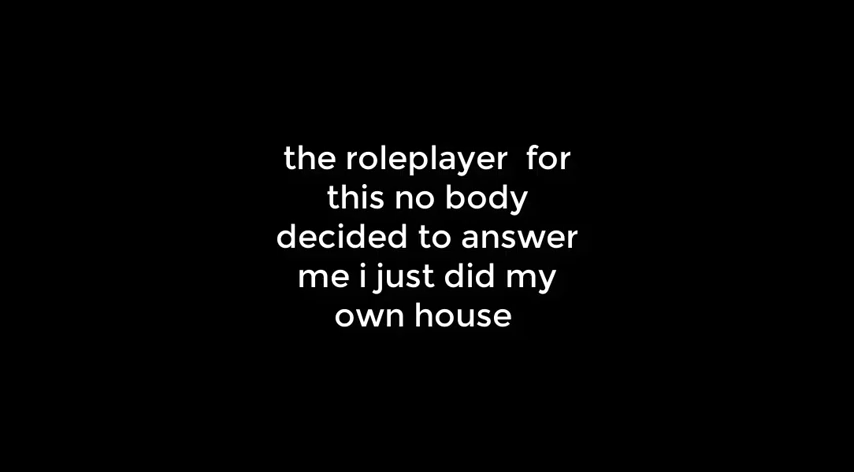 the roleplayer  for
this no body
decided to answer
me i just did my
own house